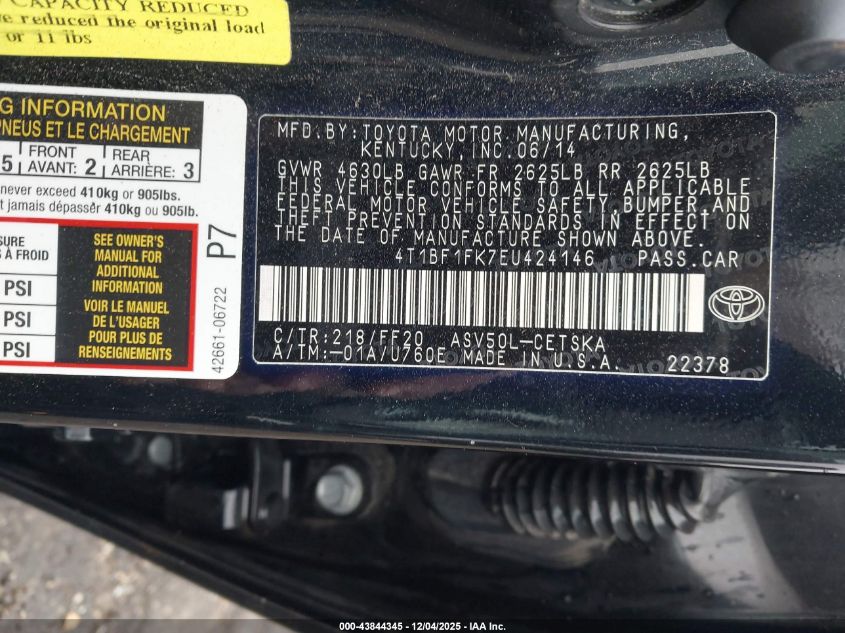 CAPACITY REDUCED
reduced the original load
or 11 lbs
G INFORMATION
PNEUS ET LE CHARGEMENT
5 FRONT AVANT: 2 REAR ARRIÈRE: 3
never exceed 410kg or 905lbs.
t jamais dépasser 410kg or 905lb.
À FROID
PSI
PSI
PSI
SEE OWNER'S
MANUAL FOR
ADDITIONAL
INFORMATION
VOIR LE MANUEL
DE L'USAGER
POUR PLUS DE
RENSEIGNEMENTS
P7
42661-06722
MFD.BY:TOYOTA MOTOR MANUFACTURING,
KENTUCKY, INC.06/14
GVWR 4630LB GAWR FR 2625LB RR 2625LB
THIS VEHICLE CONFORMS TO ALL APPLICABLE
FEDERAL MOTOR VEHICLE SAFETY, BUMPER AND
THEFT PREVENTION STANDARDS IN EFFECT ON
THE DATE OF MANUFACTURE SHOWN ABOVE.
4T1BF1FK7EU424146 PASS.CAR
C/TR:218/FF20 ASV50L-CETSKA
A/TM:-01A/U760E MADE IN U.S.A. 22378
000-43844345 - 12/04/2025 - IAA Inc.